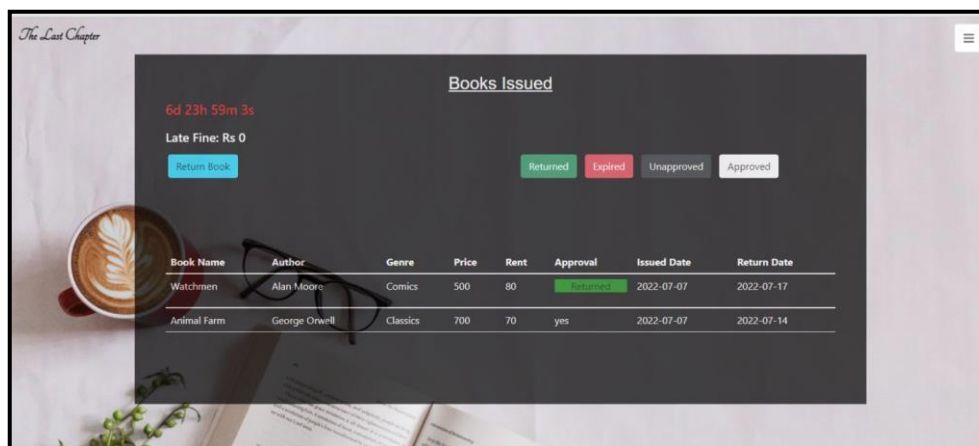 The Last Chapter
Books Issued
6d 23h 59m 3s
Late Fine: Rs 0
Return Book
Returned Expired Unapproved Approved
Book Name Author Genre Price Rent Approval Issued Date Return Date
Watchmen Alan Moore Comics 500 80 Returned 2022-07-07 2022-07-17
Animal Farm George Orwell Classics 700 70 yes 2022-07-07 2022-07-14